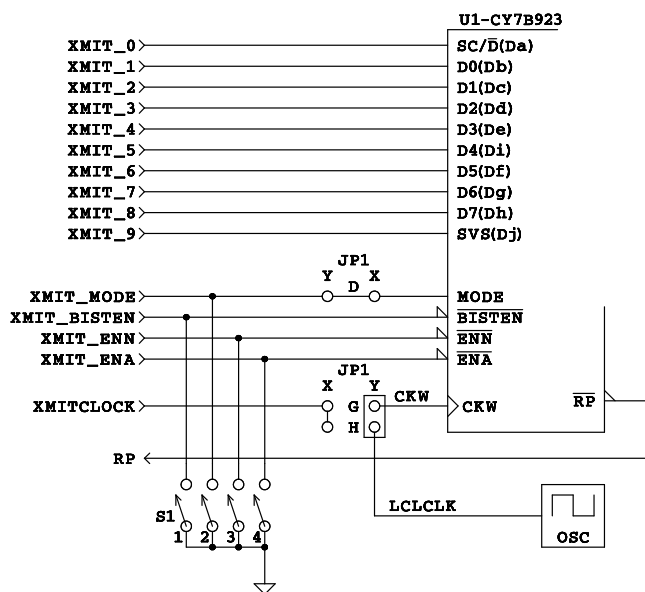 U1-CY7B923
XMIT_0 SC/D̅(Da)
XMIT_1 D0(Db)
XMIT_2 D1(Dc)
XMIT_3 D2(Dd)
XMIT_4 D3(De)
XMIT_5 D4(Di)
XMIT_6 D5(Df)
XMIT_7 D6(Dg)
XMIT_8 D7(Dh)
XMIT_9 SVS(Dj)
JP1
Y X
D
XMIT_MODE MODE
XMIT_BISTEN BISTEN
XMIT_ENN ENN
XMIT_ENA ENA
JP1
X Y
XMITCLOCK G CKW CKW RP
H
RP
S1
1 2 3 4
LCLCLK
OSC